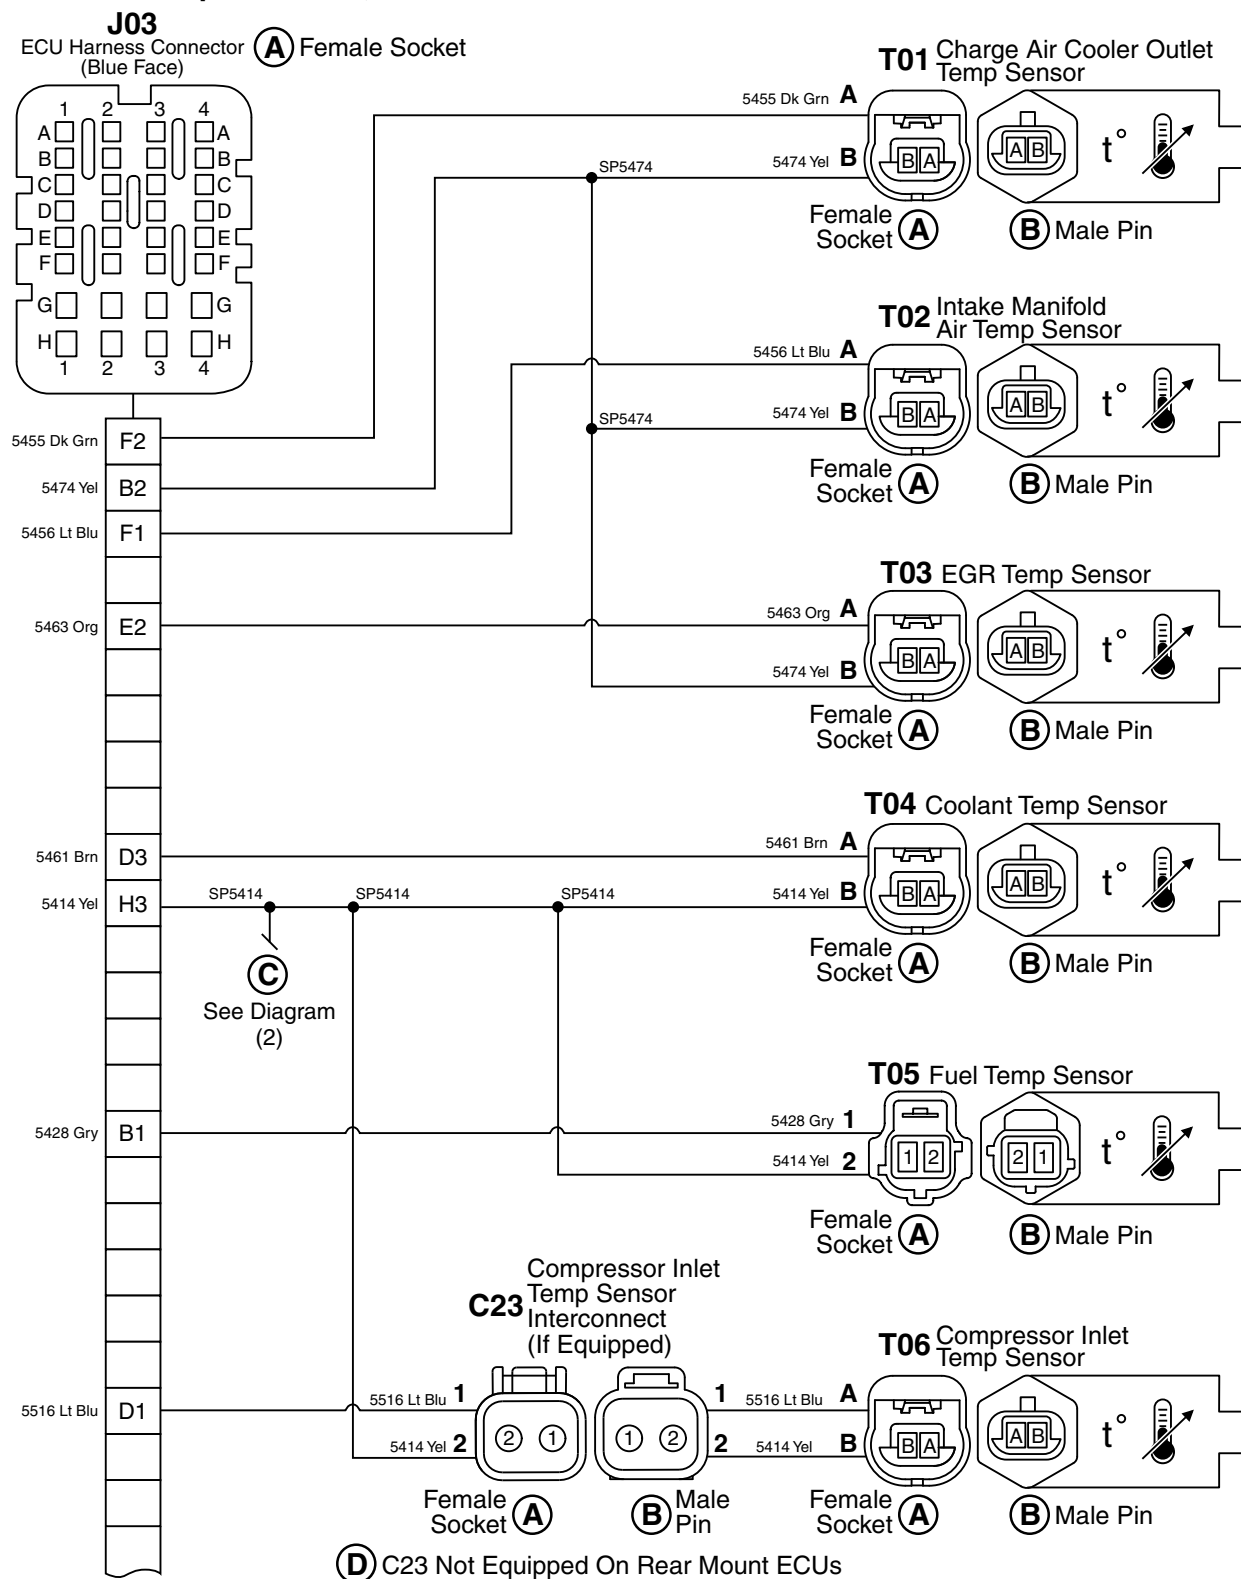 J03
ECU Harness Connector
(Blue Face)
A Female Socket
1 2 3 4
A A
B B
C C
D D
E E
F F
G G
H H
1 2 3 4
T01 Charge Air Cooler Outlet
Temp Sensor
5455 Dk Grn A
5474 Yel B
SP5474
B A
A B
t°
Female
Socket A
B Male Pin
T02 Intake Manifold
Air Temp Sensor
5456 Lt Blu A
5474 Yel B
SP5474
B A
A B
t°
Female
Socket A
B Male Pin
5455 Dk Grn F2
5474 Yel B2
5456 Lt Blu F1
T03 EGR Temp Sensor
5463 Org E2
5463 Org A
5474 Yel B
B A
A B
t°
Female
Socket A
B Male Pin
T04 Coolant Temp Sensor
5461 Brn D3
5461 Brn A
5414 Yel H3
SP5414 SP5414 SP5414
5414 Yel B
B A
A B
t°
Female
Socket A
B Male Pin
C
See Diagram
(2)
T05 Fuel Temp Sensor
5428 Gry B1
5428 Gry 1
5414 Yel 2
1 2
2 1
t°
Female
Socket A
B Male Pin
C23 Compressor Inlet
Temp Sensor
Interconnect
(If Equipped)
T06 Compressor Inlet
Temp Sensor
5516 Lt Blu D1
5516 Lt Blu 1
5414 Yel 2
2 1
1 2
1 5516 Lt Blu A
2 5414 Yel B
B A
A B
t°
Female
Socket A
B Male
Pin
Female
Socket A
B Male Pin
D C23 Not Equipped On Rear Mount ECUs